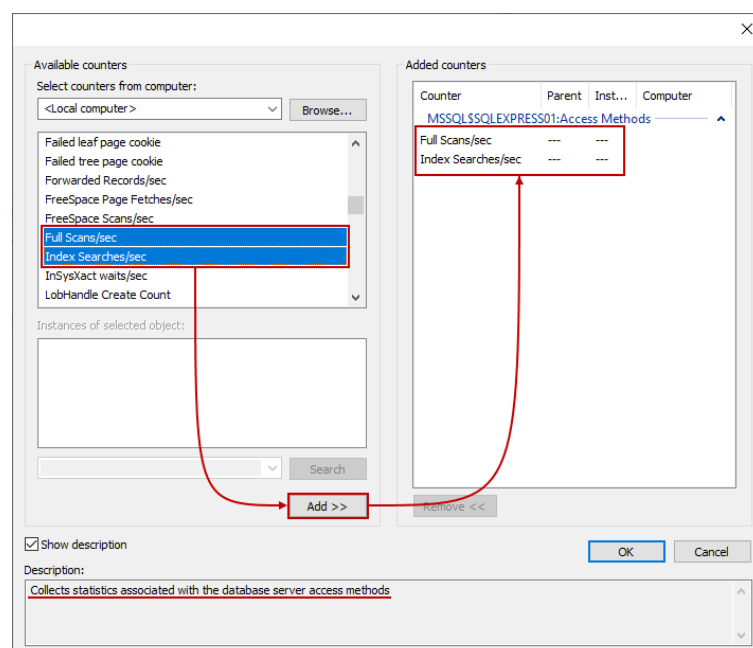 Available counters
Select counters from computer:
<Local computer>
Browse...
Failed leaf page cookie
Failed tree page cookie
Forwarded Records/sec
FreeSpace Page Fetches/sec
FreeSpace Scans/sec
Full Scans/sec
Index Searches/sec
InSysXact waits/sec
LobHandle Create Count
Instances of selected object:
Search
Add >>
Added counters
Counter Parent Inst... Computer
MSSQL$SQLEXPRESS01:Access Methods
Full Scans/sec --- ---
Index Searches/sec --- ---
Remove <<
Show description
OK Cancel
Description:
Collects statistics associated with the database server access methods